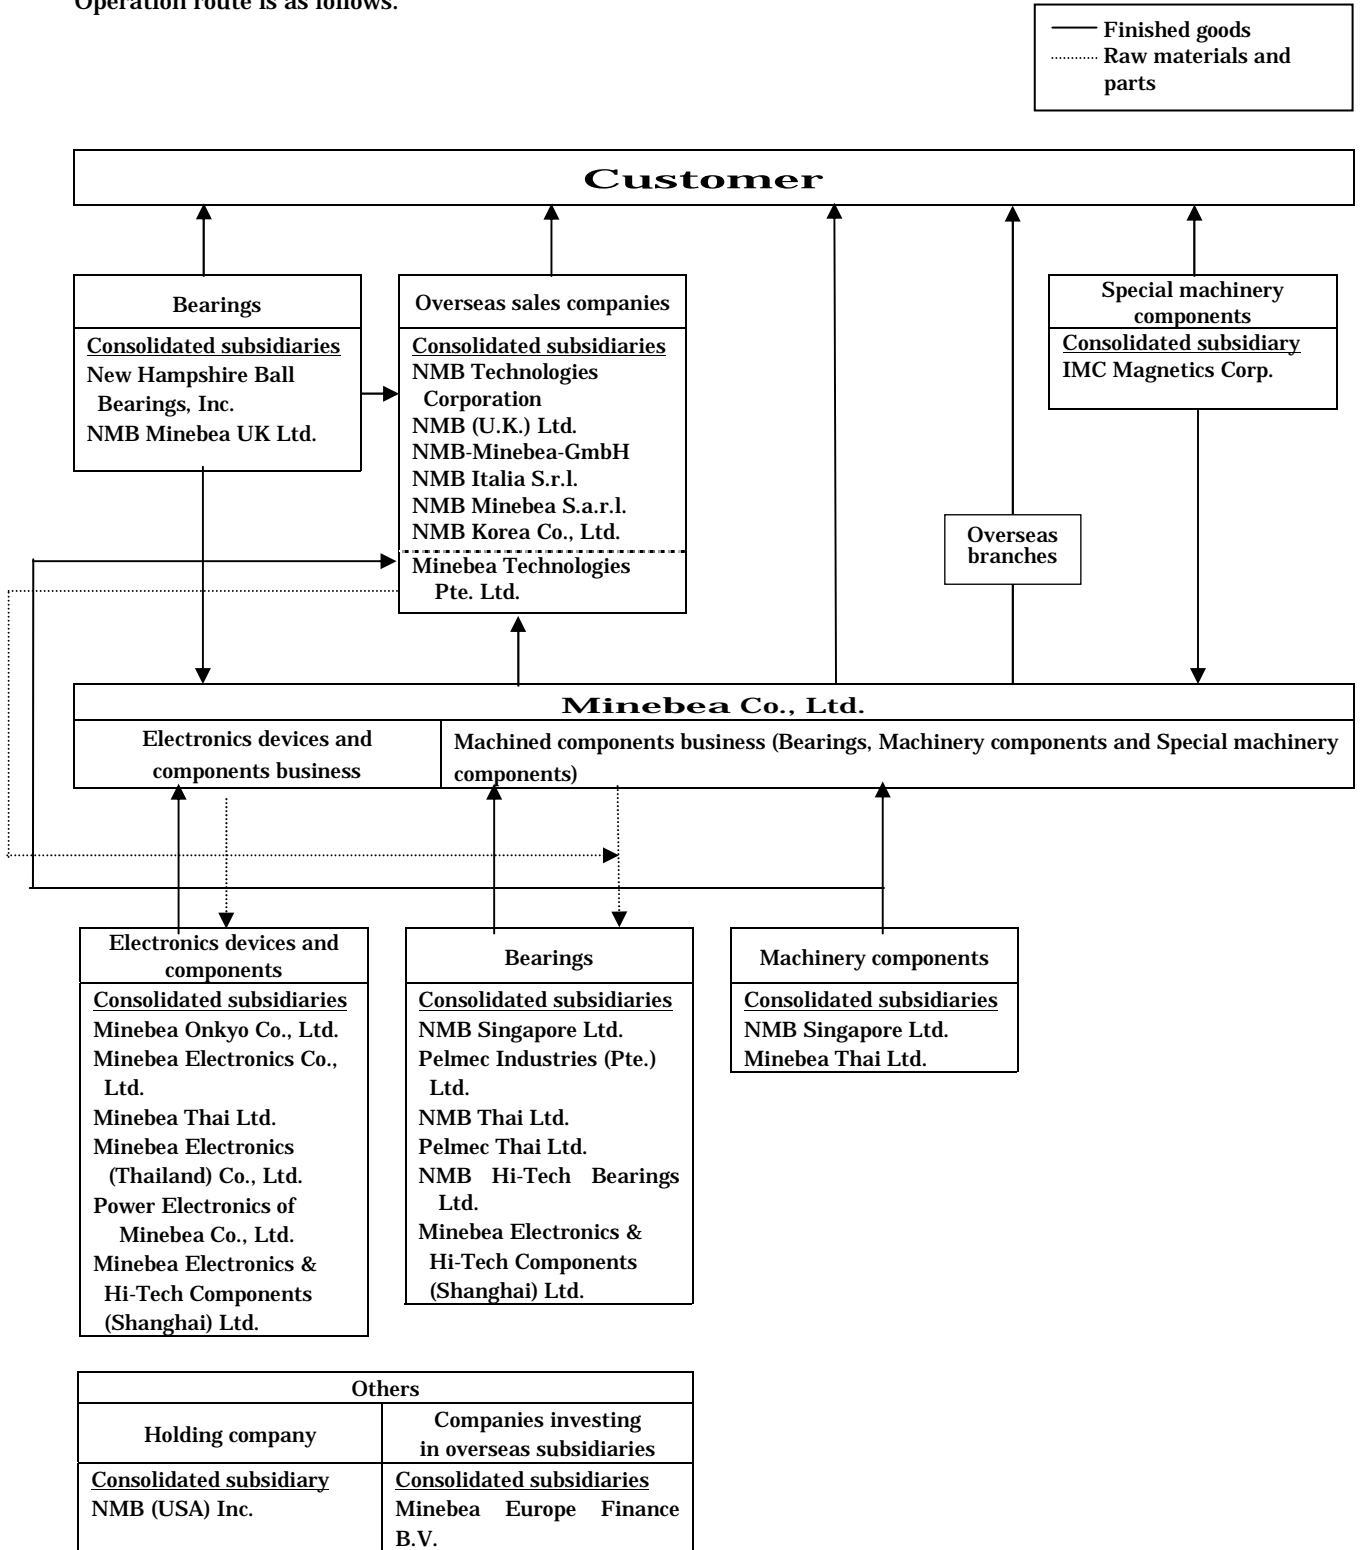 Operation route is as follows.
Finished goods
Raw materials and
parts
Customer
Bearings
Consolidated subsidiaries
New Hampshire Ball
Bearings, Inc.
NMB Minebea UK Ltd.
Overseas sales companies
Consolidated subsidiaries
NMB Technologies
Corporation
NMB (U.K.) Ltd.
NMB-Minebea-GmbH
NMB Italia S.r.l.
NMB Minebea S.a.r.l.
NMB Korea Co., Ltd.
Minebea Technologies
Pte. Ltd.
Special machinery
components
Consolidated subsidiary
IMC Magnetics Corp.
Overseas
branches
Minebea Co., Ltd.
Electronics devices and
components business
Machined components business (Bearings, Machinery components and Special machinery
components)
Electronics devices and
components
Consolidated subsidiaries
Minebea Onkyo Co., Ltd.
Minebea Electronics Co.,
Ltd.
Minebea Thai Ltd.
Minebea Electronics
(Thailand) Co., Ltd.
Power Electronics of
Minebea Co., Ltd.
Minebea Electronics &
Hi-Tech Components
(Shanghai) Ltd.
Bearings
Consolidated subsidiaries
NMB Singapore Ltd.
Pelmec Industries (Pte.)
Ltd.
NMB Thai Ltd.
Pelmec Thai Ltd.
NMB Hi-Tech Bearings
Ltd.
Minebea Electronics &
Hi-Tech Components
(Shanghai) Ltd.
Machinery components
Consolidated subsidiaries
NMB Singapore Ltd.
Minebea Thai Ltd.
Others
Holding company
Consolidated subsidiary
NMB (USA) Inc.
Companies investing
in overseas subsidiaries
Consolidated subsidiaries
Minebea Europe Finance
B.V.